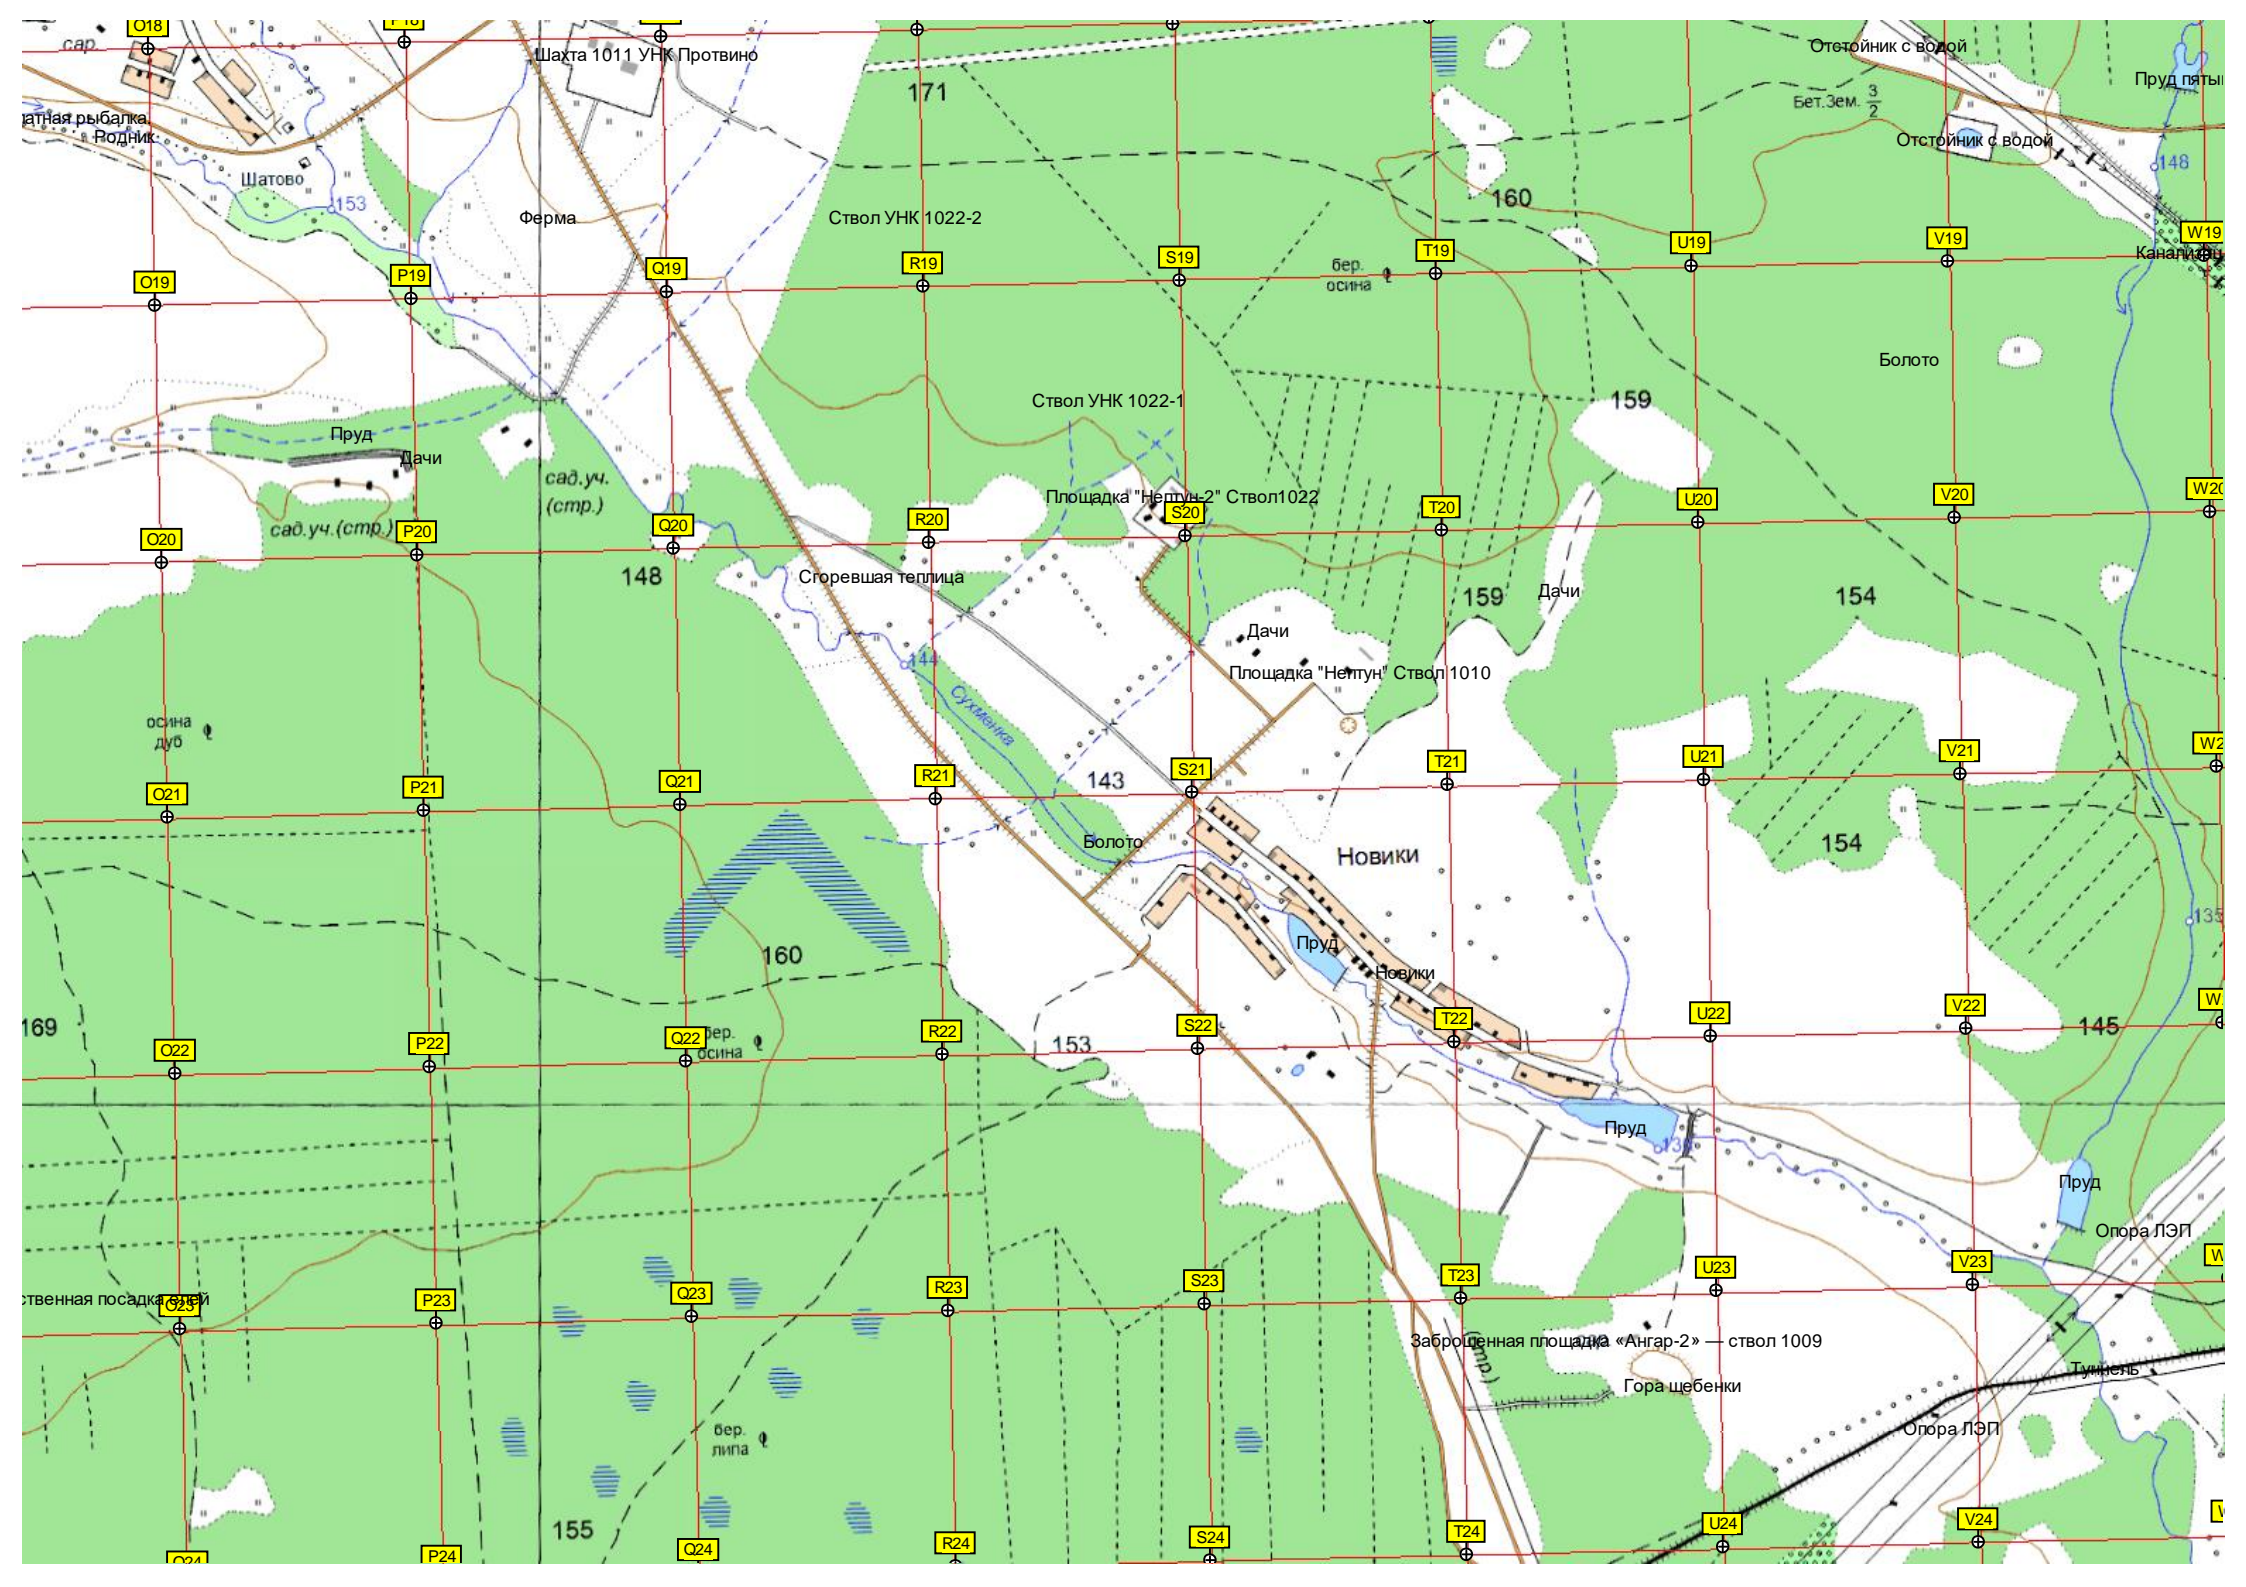 O18
P18
сар.
Шахта 1011 УНК Протвино
Отстойник с водой
171
Бет.Зем. 3/2
Родник
рыбалка
Отстойник с водой
148
Шатово
153
160
Ферма
Ствол УНК 1022-2
W19
V19
U19
T19
S19
R19
Q19
P19
O19
бер.
осина
Болото
159
Ствол УНК 1022-1
Пруд
Дачи
сад.уч.
(стр.)
сад.уч.(стр.)
Площадка "Нептун-2" Ствол1022
O20
P20
Q20
R20
S20
T20
U20
V20
W20
148
Сгоревшая теплица
159
Дачи
154
Дачи
144
Площадка "Нептун" Ствол 1010
Сухменка
осина
дуб
O21
P21
Q21
R21
S21
T21
U21
V21
143
Болото
Новики
154
135
Пруд
160
Новики
169
O22
P22
Q22
R22
S22
T22
U22
V22
145
бер.
осина
153
Пруд
Пруд
Опора ЛЭП
посадка елей
O23
P23
Q23
R23
S23
T23
U23
V23
Заброшенная площадка «Ангар-2» — ствол 1009
(стр.)
Туннель
Гора щебенки
Опора ЛЭП
бер.
липа
155
O24
P24
Q24
R24
S24
T24
U24
V24